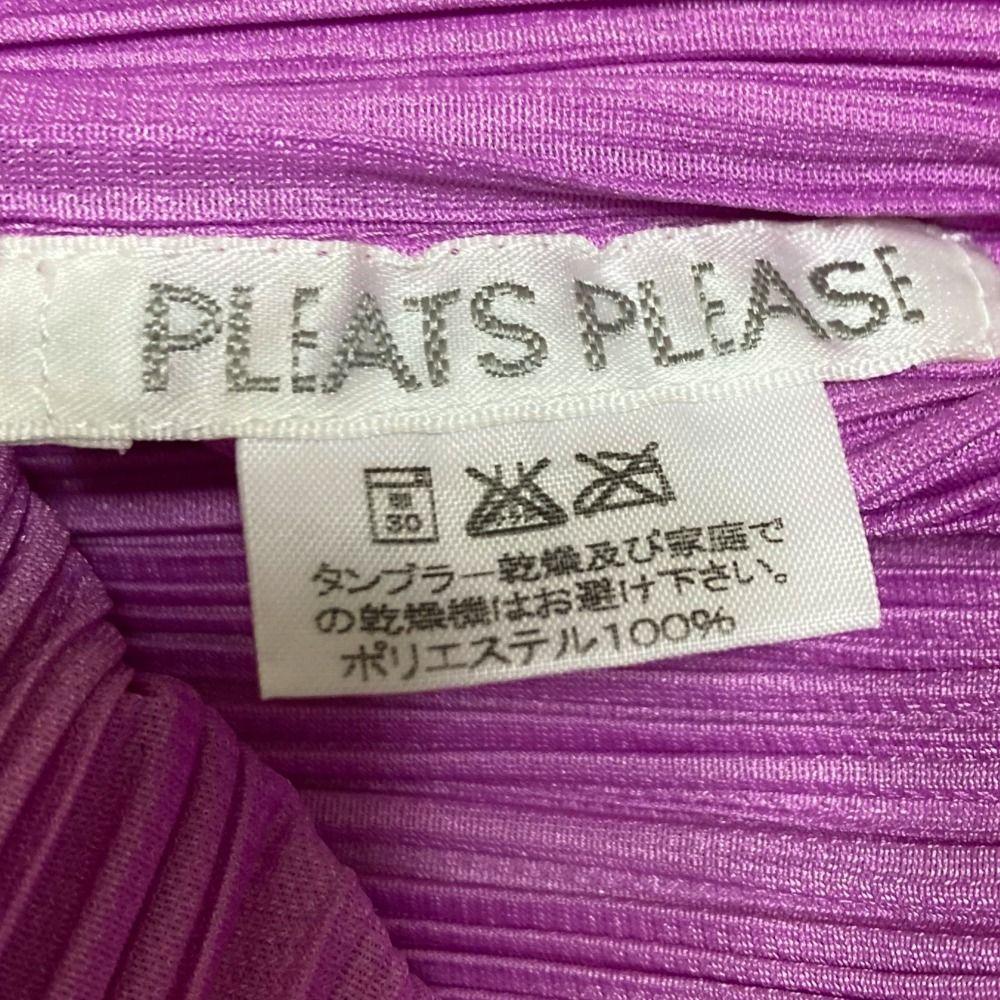 PLEATS PLEASE
30
タンブラー乾燥及び家庭で
の乾燥機はお避け下さい。
ポリエステル100%